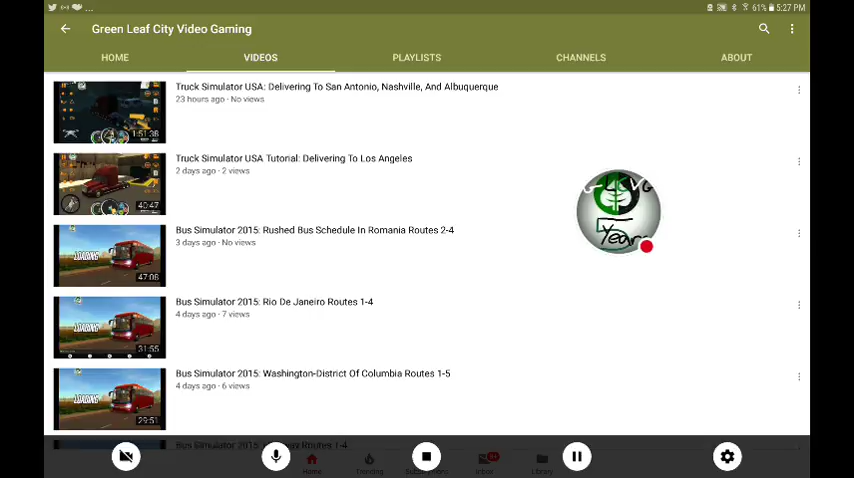 61% 5:27 PM
Green Leaf City Video Gaming
HOME VIDEOS PLAYLISTS CHANNELS ABOUT
Truck Simulator USA: Delivering To San Antonio, Nashville, And Albuquerque
23 hours ago · No views
1:51:38
Truck Simulator USA Tutorial: Delivering To Los Angeles
2 days ago · 2 views
40:47
GLCVG
5
Years
Bus Simulator 2015: Rushed Bus Schedule In Romania Routes 2-4
3 days ago · No views
LOADING
47:08
Bus Simulator 2015: Rio De Janeiro Routes 1-4
4 days ago · 7 views
LOADING
31:55
Bus Simulator 2015: Washington-District Of Columbia Routes 1-5
4 days ago · 6 views
LOADING
29:51
Home Trending Subscriptions Inbox Library